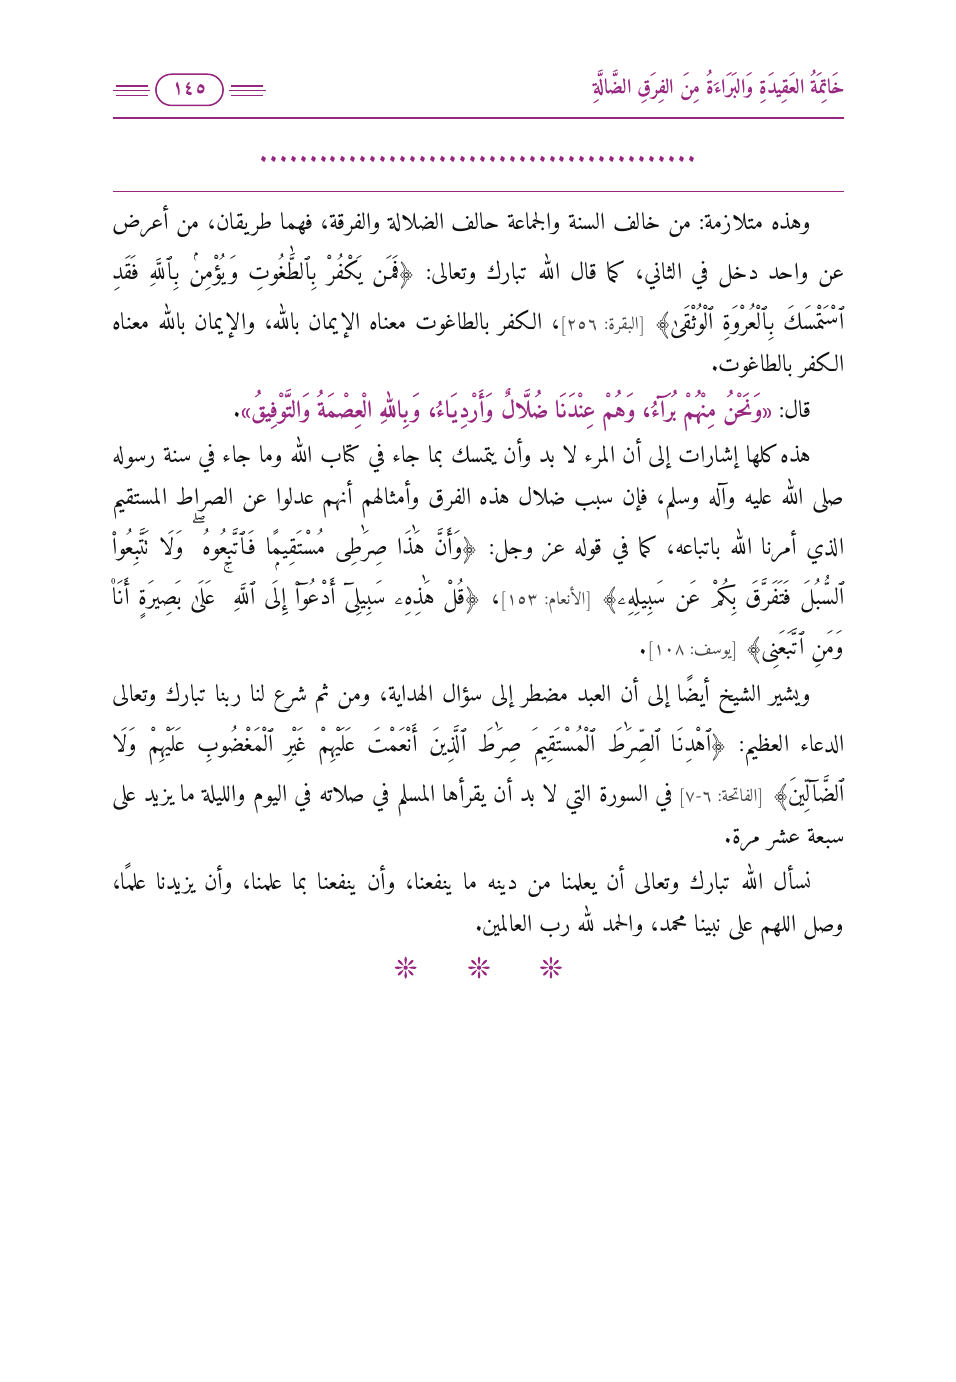 خَاتِمَةُ العَقِيدَةِ وَالبَرَاءَةُ مِنَ الفِرَقِ الضَّالَّةِ
١٤٥
وهذه متلازمة: من خالف السنة والجماعة حالف الضلالة والفرقة، فهما طريقان، من أعرض
عن واحد دخل في الثاني، كما قال الله تبارك وتعالى: ﴿فَمَن يَكْفُرْ بِٱلطَّٰغُوتِ وَيُؤْمِنۢ بِٱللَّهِ فَقَدِ
ٱسْتَمْسَكَ بِٱلْعُرْوَةِ ٱلْوُثْقَىٰ﴾ [البقرة: ٢٥٦]، الكفر بالطاغوت معناه الإيمان بالله، والإيمان بالله معناه
الكفر بالطاغوت.
قال: «وَنَحْنُ مِنْهُمْ بُرَآءُ، وَهُمْ عِنْدَنَا ضُلَّالٌ وَأَرْدِيَاءُ، وَبِاللهِ الْعِصْمَةُ وَالتَّوْفِيقُ».
هذه كلها إشارات إلى أن المرء لا بد وأن يتمسك بما جاء في كتاب الله وما جاء في سنة رسوله
صلى الله عليه وآله وسلم، فإن سبب ضلال هذه الفرق وأمثالهم أنهم عدلوا عن الصراط المستقيم
الذي أمرنا الله باتباعه، كما في قوله عز وجل: ﴿وَأَنَّ هَٰذَا صِرَٰطِى مُسْتَقِيمًا فَٱتَّبِعُوهُ ۖ وَلَا تَتَّبِعُوا۟
ٱلسُّبُلَ فَتَفَرَّقَ بِكُمْ عَن سَبِيلِهِۦ﴾ [الأنعام: ١٥٣]، ﴿قُلْ هَٰذِهِۦ سَبِيلِىٓ أَدْعُوٓا۟ إِلَى ٱللَّهِ ۚ عَلَىٰ بَصِيرَةٍ أَنَا۠
وَمَنِ ٱتَّبَعَنِى﴾ [يوسف: ١٠٨].
ويشير الشيخ أيضًا إلى أن العبد مضطر إلى سؤال الهداية، ومن ثم شرع لنا ربنا تبارك وتعالى
الدعاء العظيم: ﴿ٱهْدِنَا ٱلصِّرَٰطَ ٱلْمُسْتَقِيمَ صِرَٰطَ ٱلَّذِينَ أَنْعَمْتَ عَلَيْهِمْ غَيْرِ ٱلْمَغْضُوبِ عَلَيْهِمْ وَلَا
ٱلضَّآلِّينَ﴾ [الفاتحة: ٦-٧] في السورة التي لا بد أن يقرأها المسلم في صلاته في اليوم والليلة ما يزيد على
سبعة عشر مرة.
نسأل الله تبارك وتعالى أن يعلمنا من دينه ما ينفعنا، وأن ينفعنا بما علمنا، وأن يزيدنا علمًا،
وصل اللهم على نبينا محمد، والحمد لله رب العالمين.